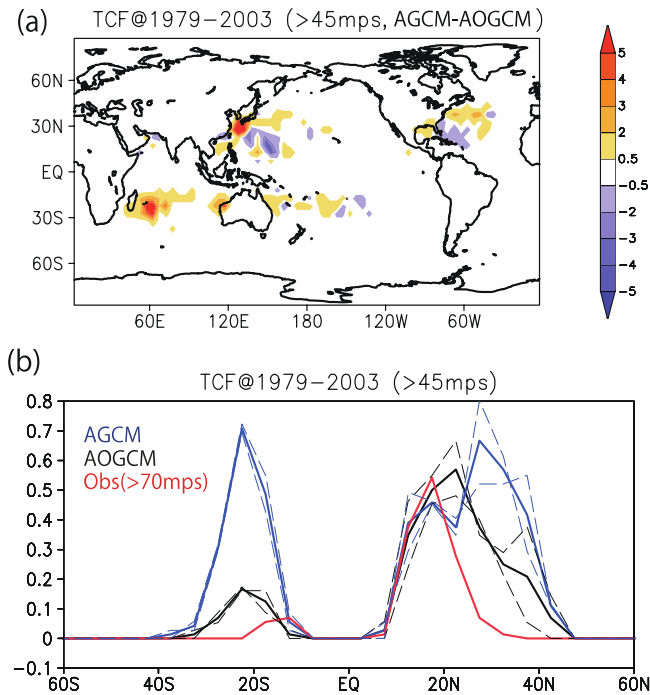 (a)
TCF@1979-2003 (>45mps, AGCM-AOGCM)
60N
30N
EQ
30S
60S
60E 120E 180 120W 60W
5
4
3
2
0.5
-0.5
-2
-3
-4
-5
(b)
TCF@1979-2003 (>45mps)
0.8
0.7
0.6
0.5
0.4
0.3
0.2
0.1
0
-0.1
AGCM
AOGCM
Obs(>70mps)
60S 40S 20S EQ 20N 40N 60N